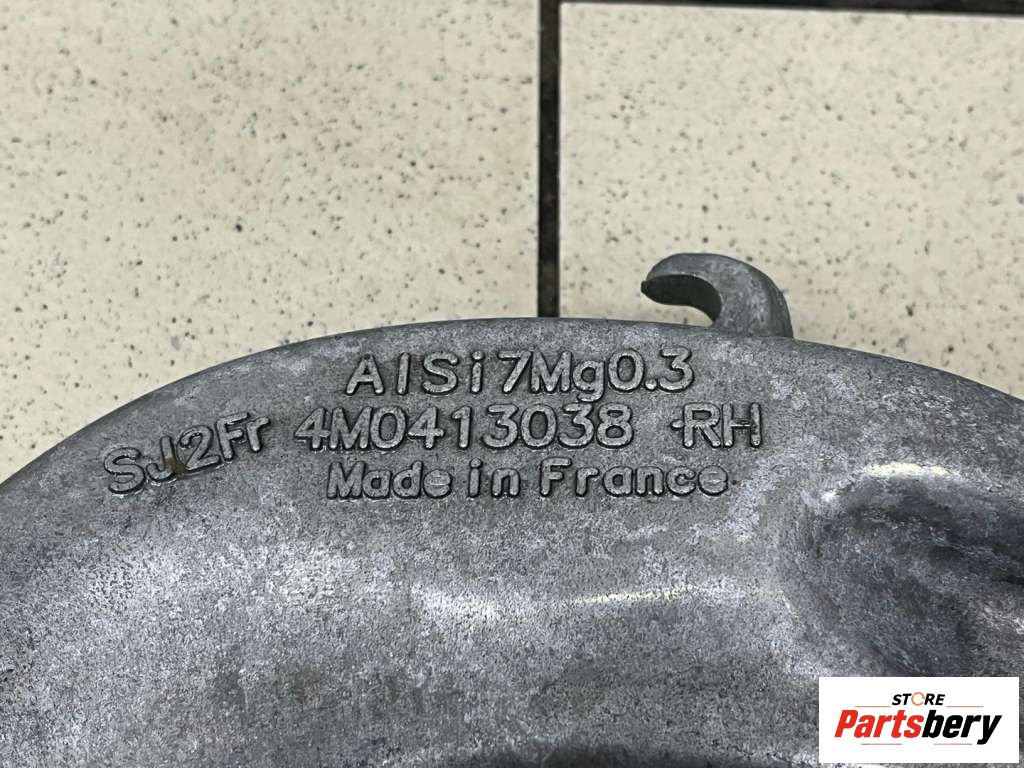 AlSi7Mg0.3
SJ2Fr 4M0413038 RH
Made in France
STORE
Partsbery